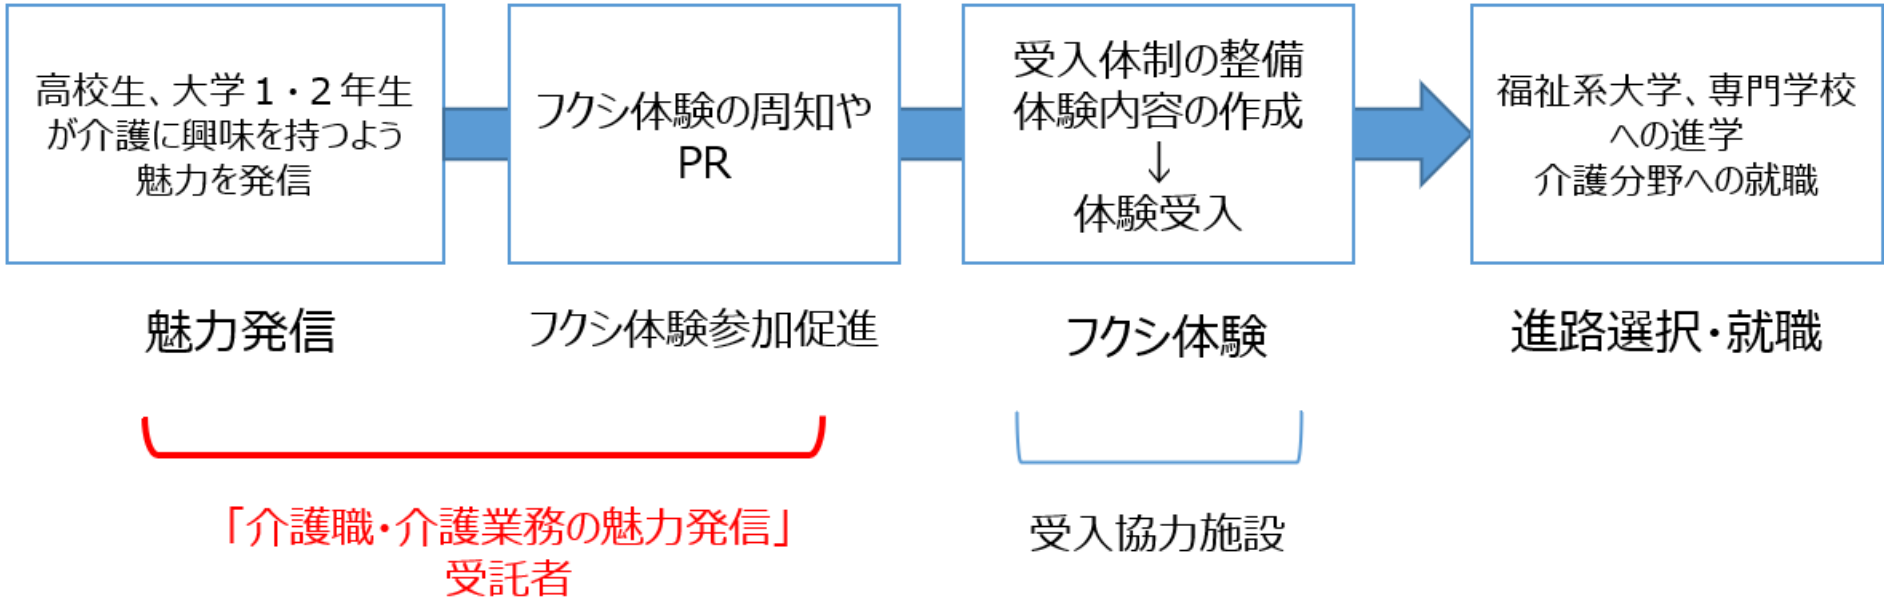 高校生、大学1・2年生
が介護に興味を持つよう
魅力を発信
フクシ体験の周知や
PR
受入体制の整備
体験内容の作成
↓
体験受入
福祉系大学、専門学校
への進学
介護分野への就職
魅力発信
フクシ体験参加促進
フクシ体験
進路選択・就職
「介護職・介護業務の魅力発信」
受託者
受入協力施設